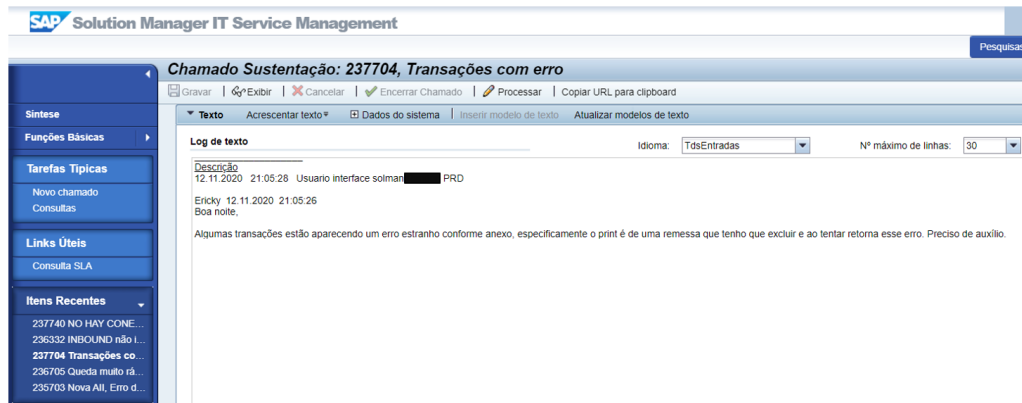 SAP Solution Manager IT Service Management
Pesquisas
Chamado Sustentação: 237704, Transações com erro
Gravar Exibir Cancelar Encerrar Chamado Processar Copiar URL para clipboard
Síntese
Funções Básicas
Tarefas Típicas
Novo chamado
Consultas
Links Úteis
Consulta SLA
Itens Recentes
237740 NO HAY CONE...
236332 INBOUND não i...
237704 Transações co...
236705 Queda muito rá...
235703 Nova AII, Erro d...
Texto Acrescentar texto Dados do sistema Inserir modelo de texto Atualizar modelos de texto
Log de texto
Idioma: TdsEntradas Nº máximo de linhas: 30
Descrição
12.11.2020 21:05:28 Usuario interface solman PRD
Ericky 12.11.2020 21:05:26
Boa noite,
Algumas transações estão aparecendo um erro estranho conforme anexo, especificamente o print é de uma remessa que tenho que excluir e ao tentar retorna esse erro. Preciso de auxílio.